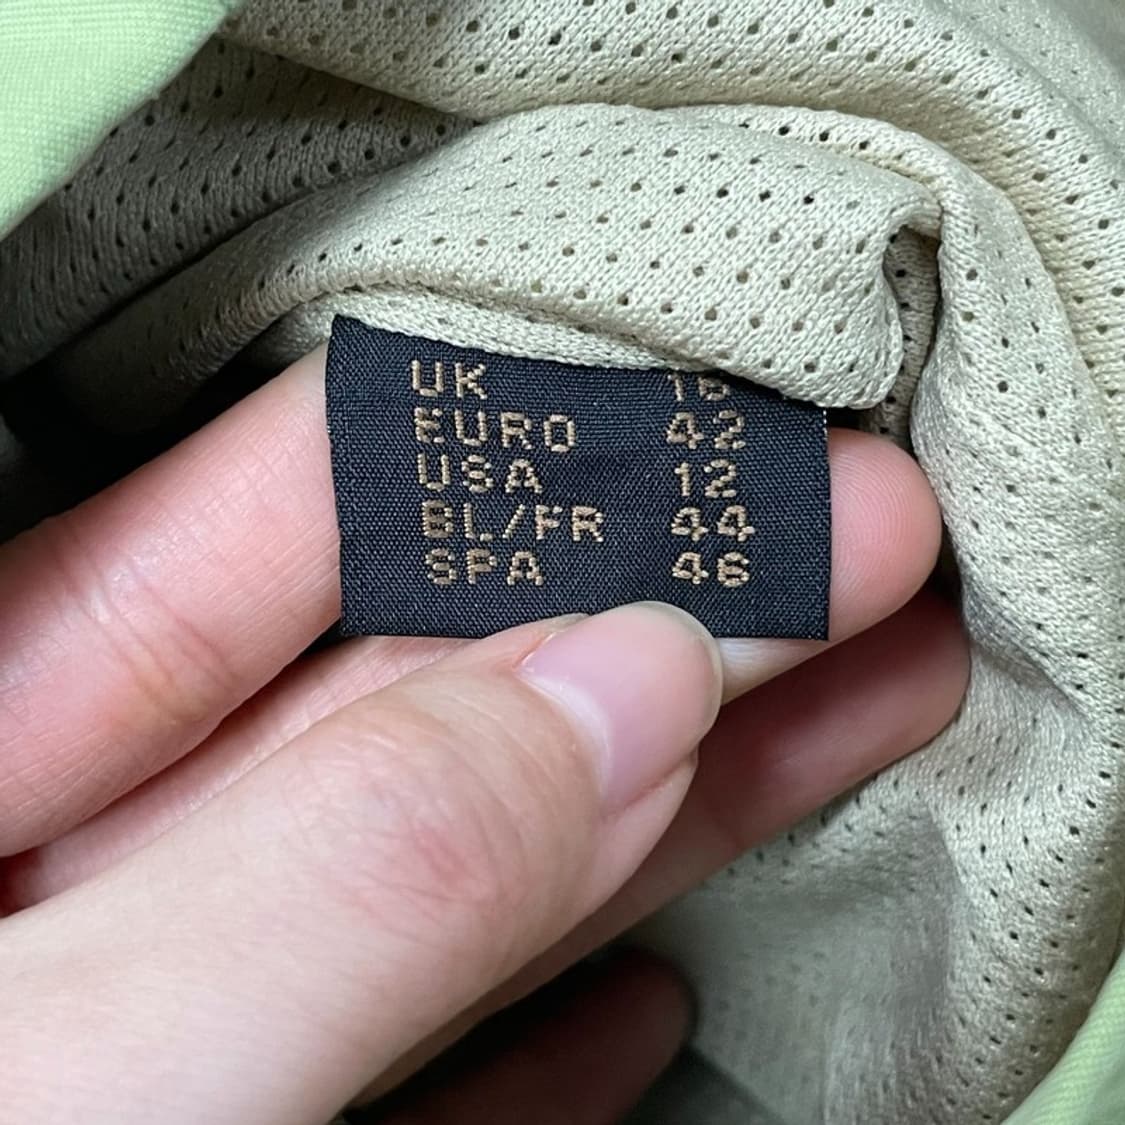 UK 16
EURO 42
USA 12
BL/FR 44
SPA 46